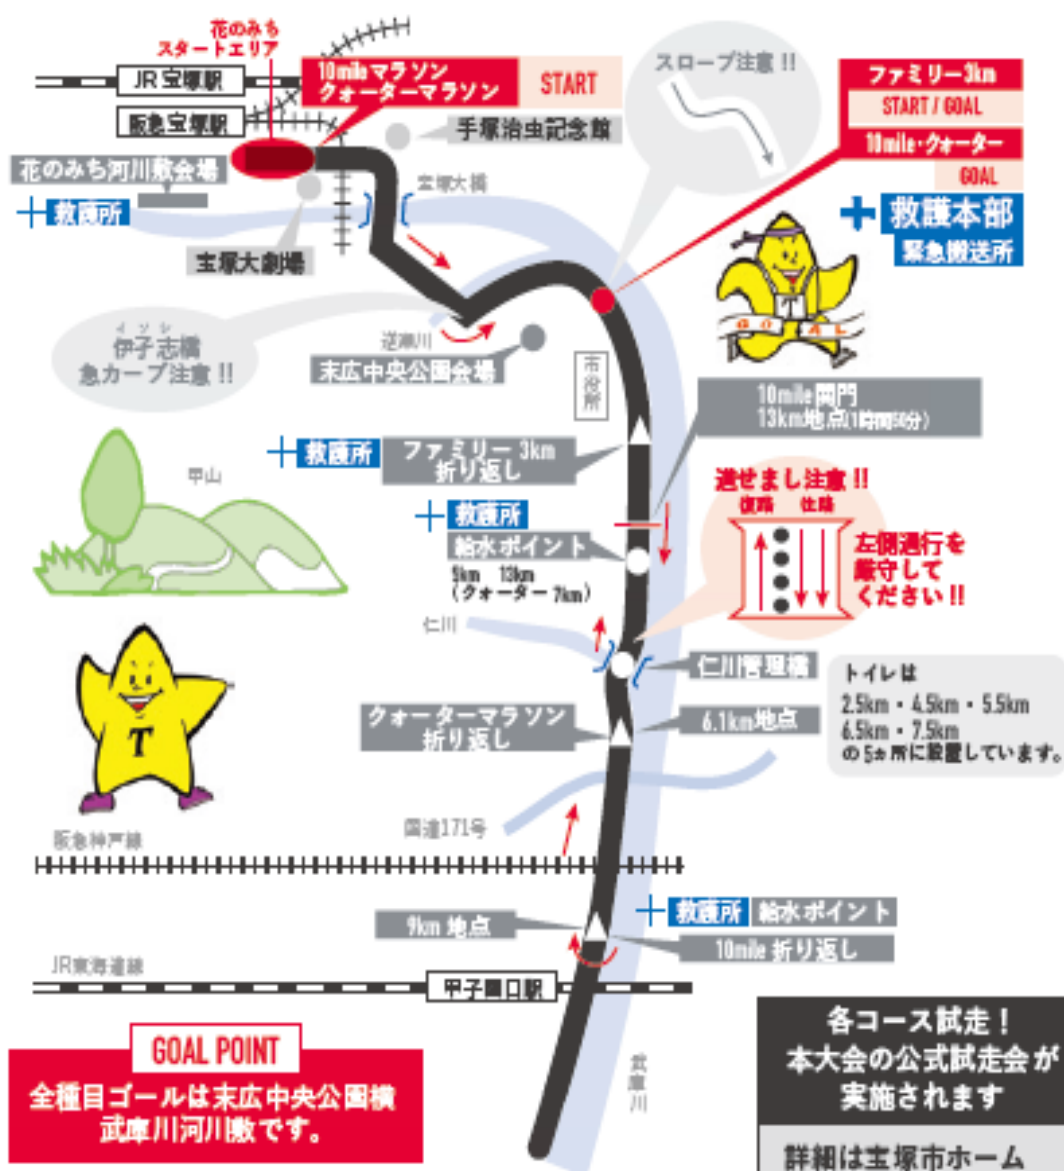 花のみち
スタートエリア
JR宝塚駅
阪急宝塚駅
10mileマラソン
クォーターマラソン
START
手塚治虫記念館
スロープ注意!!
ファミリー3km
START / GOAL
10mile・クォーター
GOAL
救護本部
緊急搬送所
花のみち河川敷会場
救護所
宝塚大橋
宝塚大劇場
イソシ
伊孑志橋
急カーブ注意!!
逆瀬川
末広中央公園会場
市役所
GOAL
T
10mile関門
13km地点(1時間50分)
救護所
ファミリー3km
折り返し
甲山
救護所
給水ポイント
5km 13km
(クォーター 7km)
道せまし注意!!
復路 往路
左側通行を
厳守して
ください!!
仁川
仁川管理橋
クォーターマラソン
折り返し
6.1km地点
トイレは
2.5km・4.5km・5.5km
6.5km・7.5km
の5ヵ所に設置しています。
T
国道171号
阪急神戸線
救護所
給水ポイント
9km 地点
10mile 折り返し
JR東海道線
甲子園口駅
武庫川
GOAL POINT
全種目ゴールは末広中央公園横
武庫川河川敷です。
各コース試走!
本大会の公式試走会が
実施されます
詳細は宝塚市ホーム